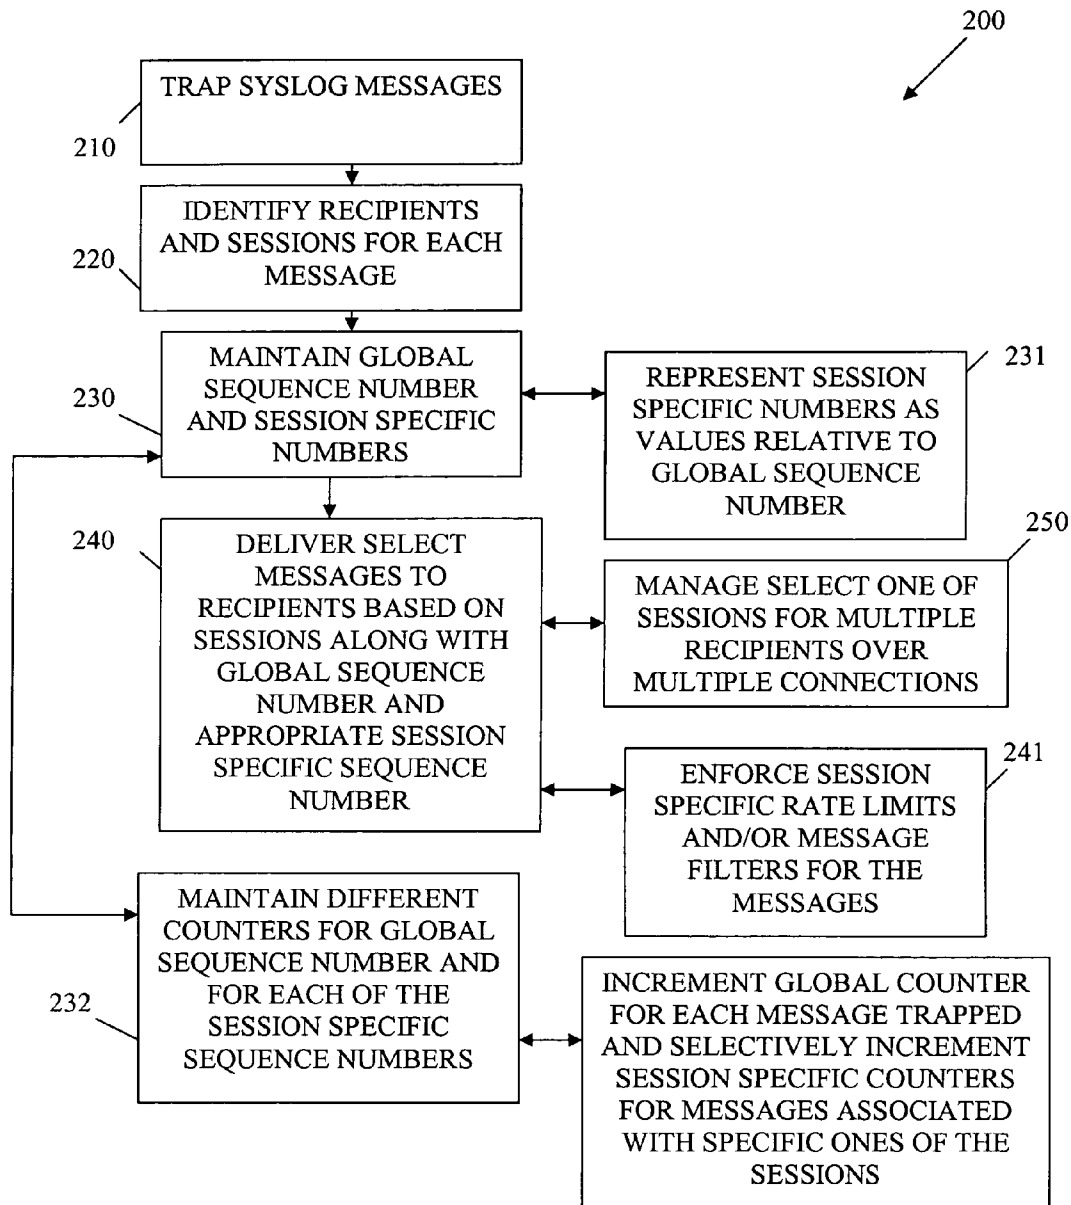 200
TRAP SYSLOG MESSAGES
210
IDENTIFY RECIPIENTS
AND SESSIONS FOR EACH
MESSAGE
220
MAINTAIN GLOBAL
SEQUENCE NUMBER
AND SESSION SPECIFIC
NUMBERS
230
REPRESENT SESSION
SPECIFIC NUMBERS AS
VALUES RELATIVE TO
GLOBAL SEQUENCE
NUMBER
231
DELIVER SELECT
MESSAGES TO
RECIPIENTS BASED ON
SESSIONS ALONG WITH
GLOBAL SEQUENCE
NUMBER AND
APPROPRIATE SESSION
SPECIFIC SEQUENCE
NUMBER
240
MANAGE SELECT ONE OF
SESSIONS FOR MULTIPLE
RECIPIENTS OVER
MULTIPLE CONNECTIONS
250
ENFORCE SESSION
SPECIFIC RATE LIMITS
AND/OR MESSAGE
FILTERS FOR THE
MESSAGES
241
MAINTAIN DIFFERENT
COUNTERS FOR GLOBAL
SEQUENCE NUMBER AND
FOR EACH OF THE
SESSION SPECIFIC
SEQUENCE NUMBERS
232
INCREMENT GLOBAL COUNTER
FOR EACH MESSAGE TRAPPED
AND SELECTIVELY INCREMENT
SESSION SPECIFIC COUNTERS
FOR MESSAGES ASSOCIATED
WITH SPECIFIC ONES OF THE
SESSIONS